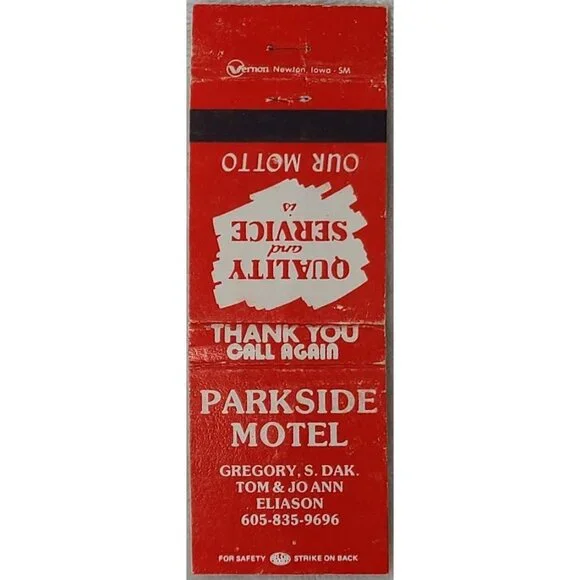 Vernon Newton, Iowa - SM
QUALITY
and
SERVICE
is
OUR MOTTO
THANK YOU
CALL AGAIN
PARKSIDE
MOTEL
GREGORY, S. DAK.
TOM & JO ANN
ELIASON
605-835-9696
FOR SAFETY STRIKE ON BACK